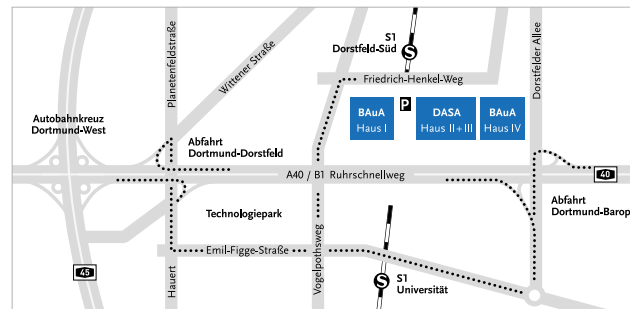 S1
Dorstfeld-Süd
S
Planetenfeldstraße
Wittener Straße
Dorstfelder Allee
Friedrich-Henkel-Weg
P
BAuA
Haus I
DASA
Haus II+III
BAuA
Haus IV
Autobahnkreuz
Dortmund-West
Abfahrt
Dortmund-Dorstfeld
A40 / B1 Ruhrschnellweg
40
Abfahrt
Dortmund-Barop
Technologiepark
Emil-Figge-Straße
Vogelpothsweg
Hauert
45
S
S1
Universität